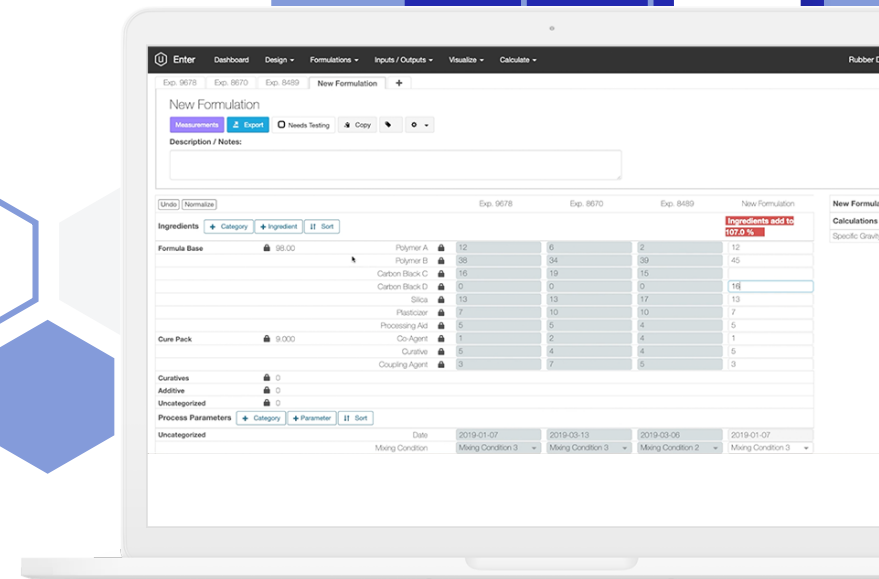 Enter Dashboard Design Formulations Inputs / Outputs Visualize Calculate Rubber D
Exp. 9678 Exp. 8670 Exp. 8489 New Formulation +
New Formulation
Measurements Export Needs Testing Copy
Description / Notes:
Undo Normalize Exp. 9678 Exp. 8670 Exp. 8489 New Formulation New Formula
Ingredients + Category + Ingredient Sort Ingredients add to Calculations
107.0 % Specific Gravity
Formula Base 98.00 Polymer A 12 6 2 12
Polymer B 38 34 39 45
Carbon Black C 16 19 15
Carbon Black D 0 0 0 16
Silica 13 13 17 13
Plasticizer 7 10 10 7
Processing Aid 5 5 4 5
Cure Pack 9.000 Co-Agent 1 2 4 1
Curative 5 4 4 5
Coupling Agent 3 7 5 3
Curatives 0
Additive 0
Uncategorized 0
Process Parameters + Category + Parameter Sort
Uncategorized Date 2019-01-07 2019-03-13 2019-03-06 2019-01-07
Mixing Condition Mixing Condition 3 Mixing Condition 3 Mixing Condition 2 Mixing Condition 3